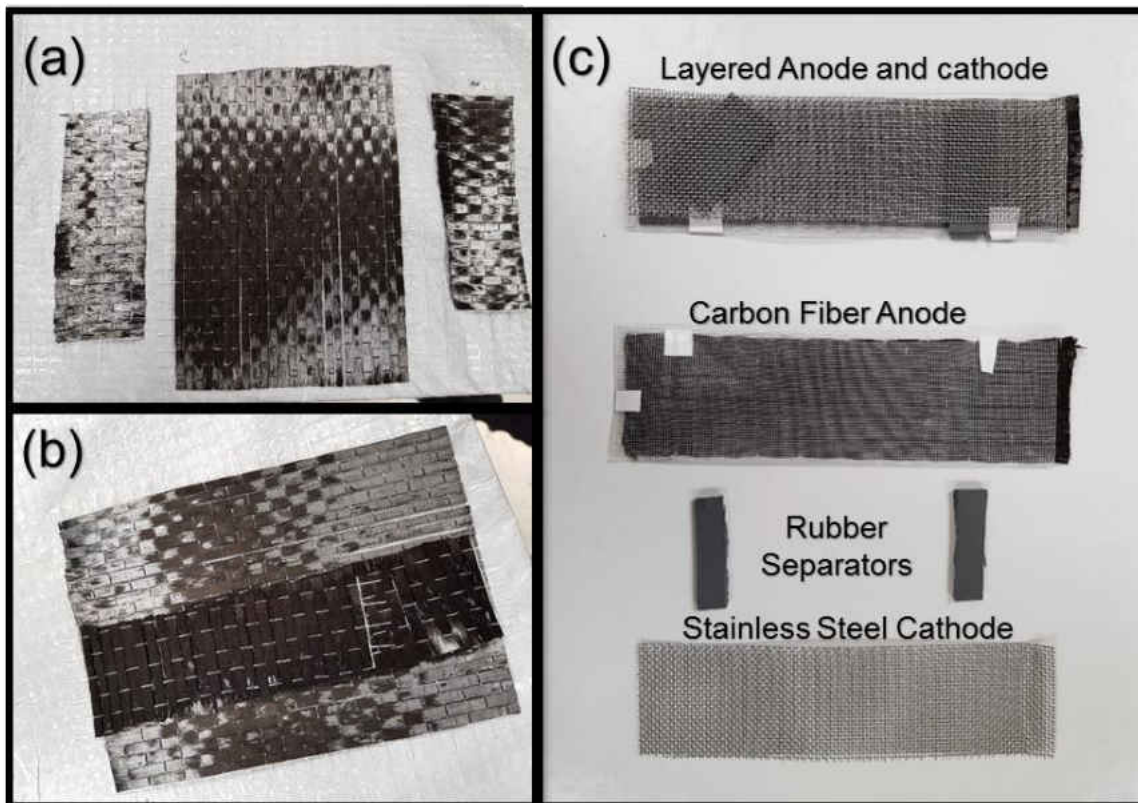 (a)
(b)
(c)
Layered Anode and cathode
Carbon Fiber Anode
Rubber
Separators
Stainless Steel Cathode